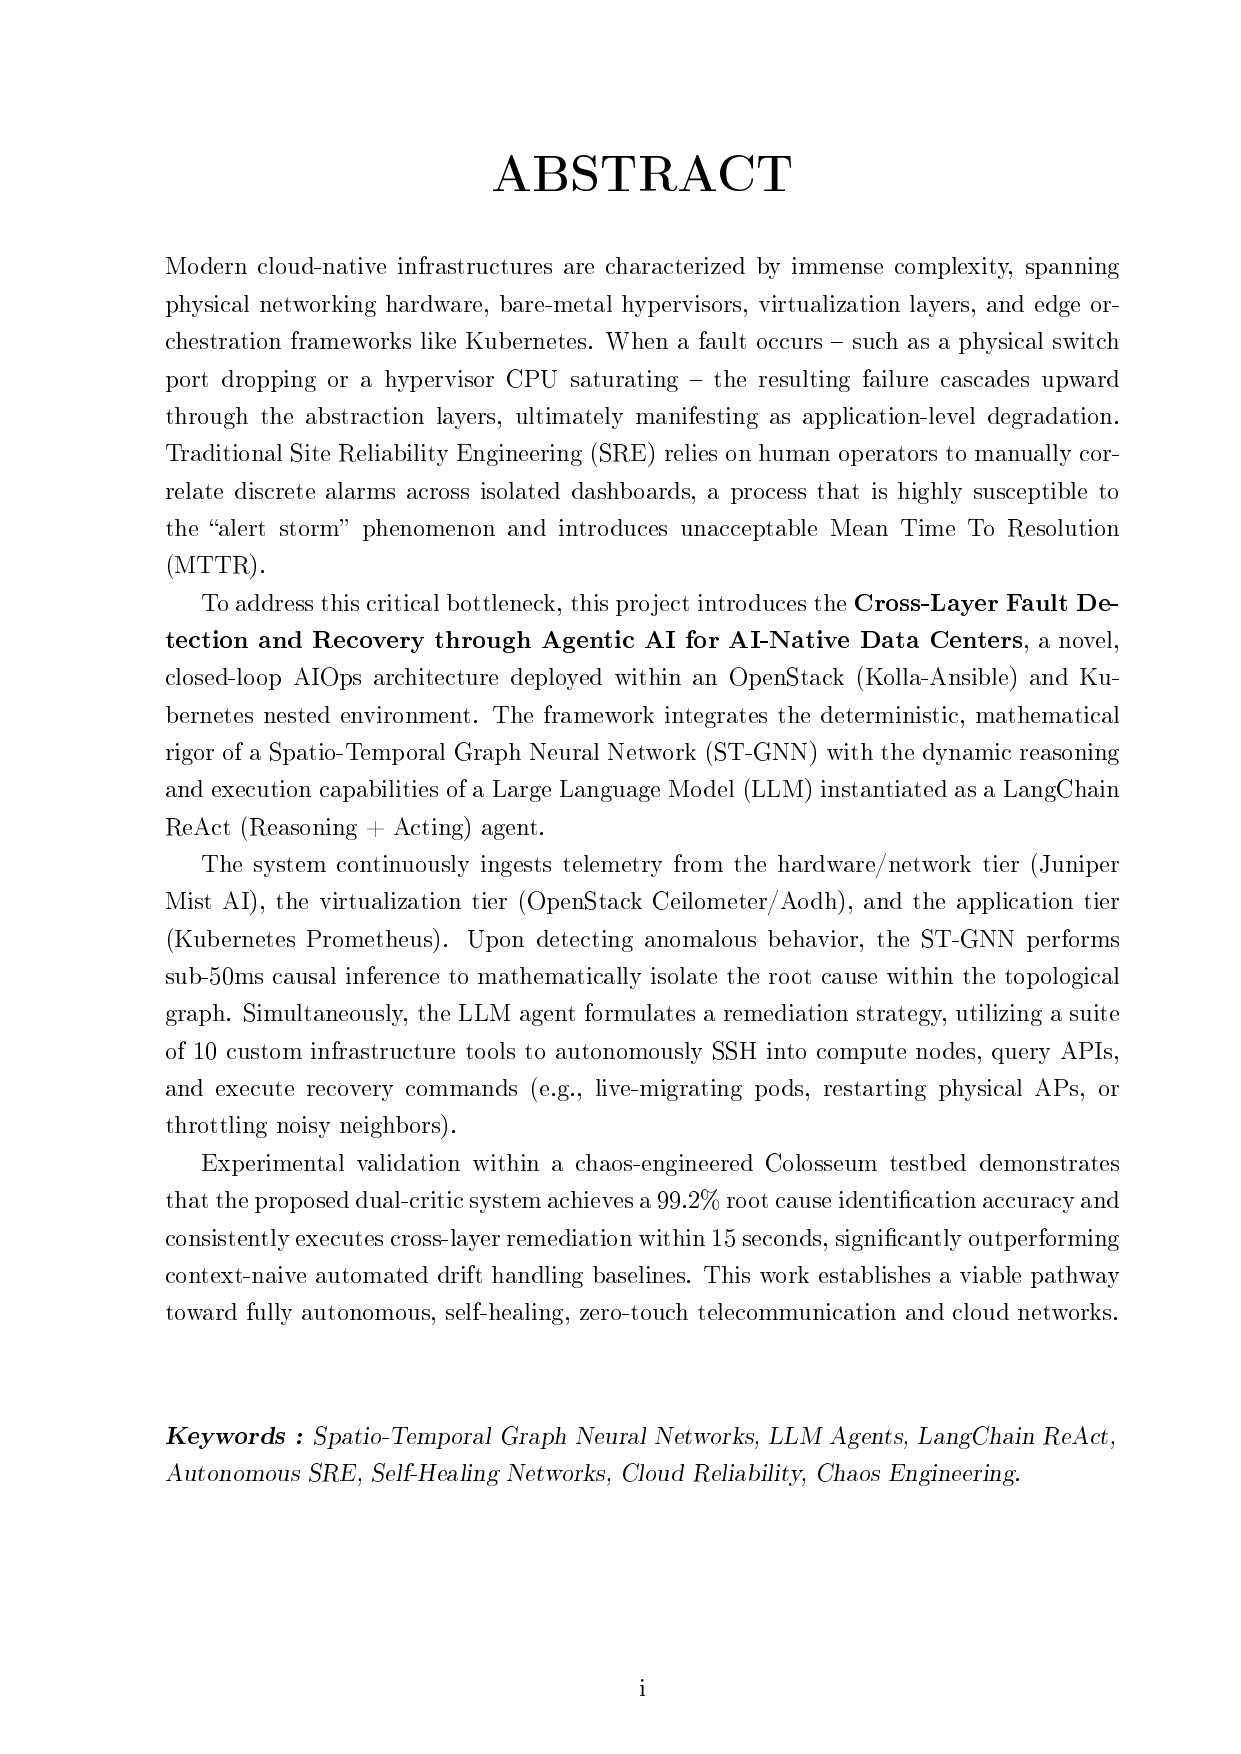 ABSTRACT
Modern cloud-native infrastructures are characterized by immense complexity, spanning
physical networking hardware, bare-metal hypervisors, virtualization layers, and edge or-
chestration frameworks like Kubernetes. When a fault occurs – such as a physical switch
port dropping or a hypervisor CPU saturating – the resulting failure cascades upward
through the abstraction layers, ultimately manifesting as application-level degradation.
Traditional Site Reliability Engineering (SRE) relies on human operators to manually cor-
relate discrete alarms across isolated dashboards, a process that is highly susceptible to
the “alert storm” phenomenon and introduces unacceptable Mean Time To Resolution
(MTTR).
To address this critical bottleneck, this project introduces the Cross-Layer Fault De-
tection and Recovery through Agentic AI for AI-Native Data Centers, a novel,
closed-loop AIOps architecture deployed within an OpenStack (Kolla-Ansible) and Ku-
bernetes nested environment. The framework integrates the deterministic, mathematical
rigor of a Spatio-Temporal Graph Neural Network (ST-GNN) with the dynamic reasoning
and execution capabilities of a Large Language Model (LLM) instantiated as a LangChain
ReAct (Reasoning + Acting) agent.
The system continuously ingests telemetry from the hardware/network tier (Juniper
Mist AI), the virtualization tier (OpenStack Ceilometer/Aodh), and the application tier
(Kubernetes Prometheus). Upon detecting anomalous behavior, the ST-GNN performs
sub-50ms causal inference to mathematically isolate the root cause within the topological
graph. Simultaneously, the LLM agent formulates a remediation strategy, utilizing a suite
of 10 custom infrastructure tools to autonomously SSH into compute nodes, query APIs,
and execute recovery commands (e.g., live-migrating pods, restarting physical APs, or
throttling noisy neighbors).
Experimental validation within a chaos-engineered Colosseum testbed demonstrates
that the proposed dual-critic system achieves a 99.2% root cause identification accuracy and
consistently executes cross-layer remediation within 15 seconds, significantly outperforming
context-naive automated drift handling baselines. This work establishes a viable pathway
toward fully autonomous, self-healing, zero-touch telecommunication and cloud networks.
Keywords : Spatio-Temporal Graph Neural Networks, LLM Agents, LangChain ReAct,
Autonomous SRE, Self-Healing Networks, Cloud Reliability, Chaos Engineering.
i